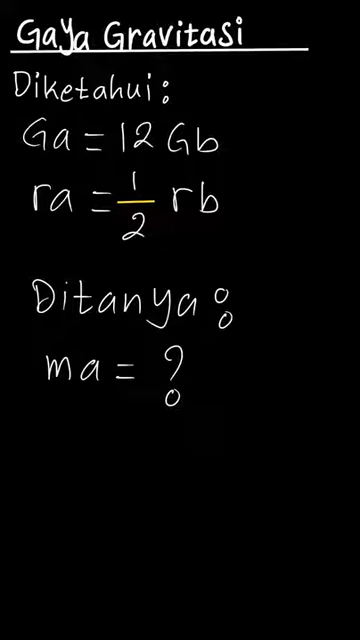 Gaya Gravitasi
Diketahui :
Ga = 12 Gb
ra = 1/2 rb
Ditanya :
ma = ?